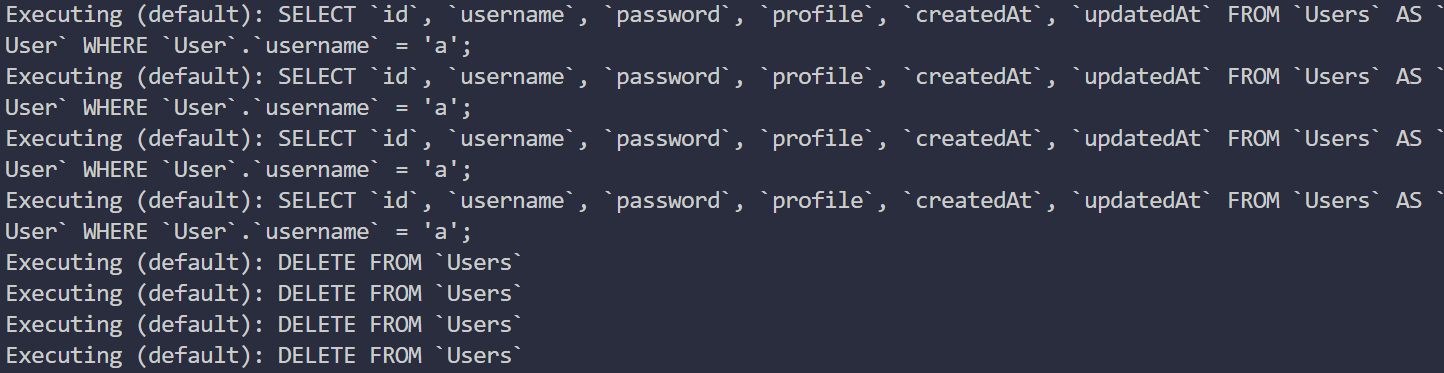 Executing (default): SELECT `id`, `username`, `password`, `profile`, `createdAt`, `updatedAt` FROM `Users` AS `
User` WHERE `User`.`username` = 'a';
Executing (default): SELECT `id`, `username`, `password`, `profile`, `createdAt`, `updatedAt` FROM `Users` AS `
User` WHERE `User`.`username` = 'a';
Executing (default): SELECT `id`, `username`, `password`, `profile`, `createdAt`, `updatedAt` FROM `Users` AS `
User` WHERE `User`.`username` = 'a';
Executing (default): SELECT `id`, `username`, `password`, `profile`, `createdAt`, `updatedAt` FROM `Users` AS `
User` WHERE `User`.`username` = 'a';
Executing (default): DELETE FROM `Users`
Executing (default): DELETE FROM `Users`
Executing (default): DELETE FROM `Users`
Executing (default): DELETE FROM `Users`